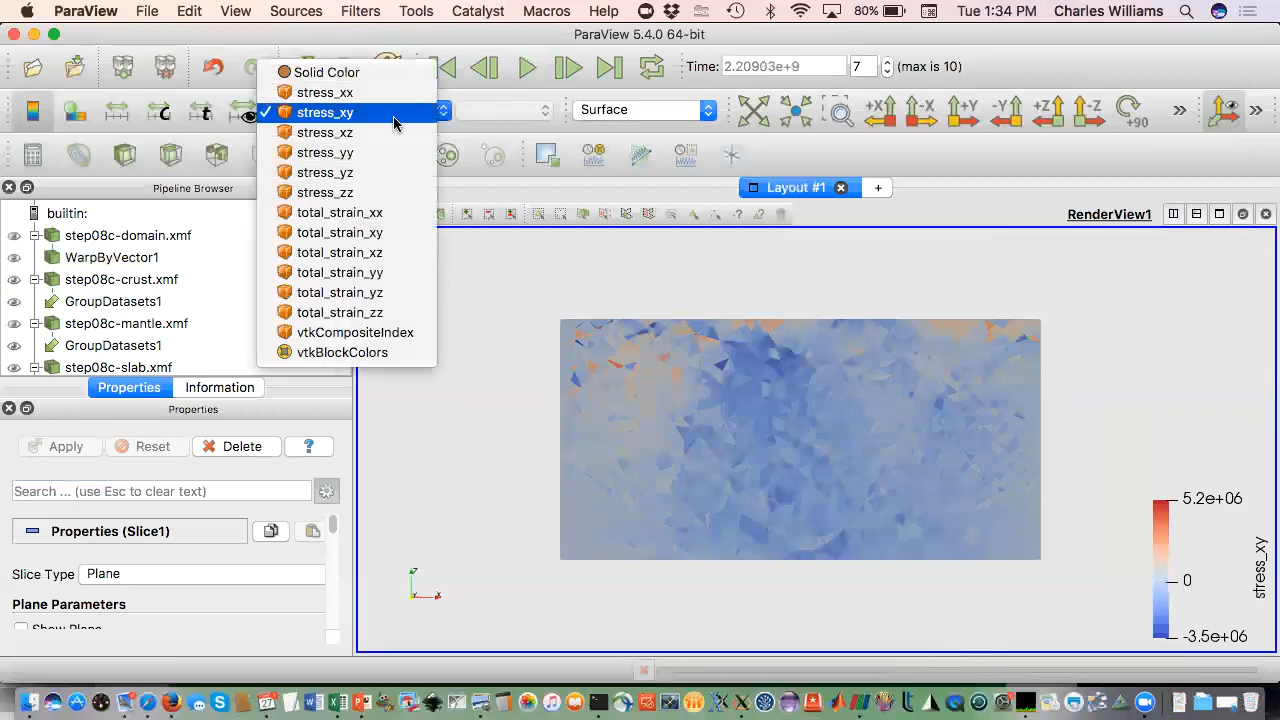 ParaView File Edit View Sources Filters Tools Catalyst Macros Help 80% Tue 1:34 PM Charles Williams
ParaView 5.4.0 64-bit
Time: 2.20903e+9 7 (max is 10)
Solid Color
stress_xx
✓ stress_xy
stress_xz
stress_yy
stress_yz
stress_zz
total_strain_xx
total_strain_xy
total_strain_xz
total_strain_yy
total_strain_yz
total_strain_zz
vtkCompositeIndex
vtkBlockColors
Surface
+X -X +Y -Y +Z -Z +90
Pipeline Browser
builtin:
step08c-domain.xmf
WarpByVector1
step08c-crust.xmf
GroupDatasets1
step08c-mantle.xmf
GroupDatasets1
step08c-slab.xmf
Properties Information
Properties
Apply Reset Delete ?
Search ... (use Esc to clear text)
Properties (Slice1)
Slice Type Plane
Plane Parameters
Show Plane
Layout #1 +
RenderView1
5.2e+06
0
-3.5e+06
stress_xy